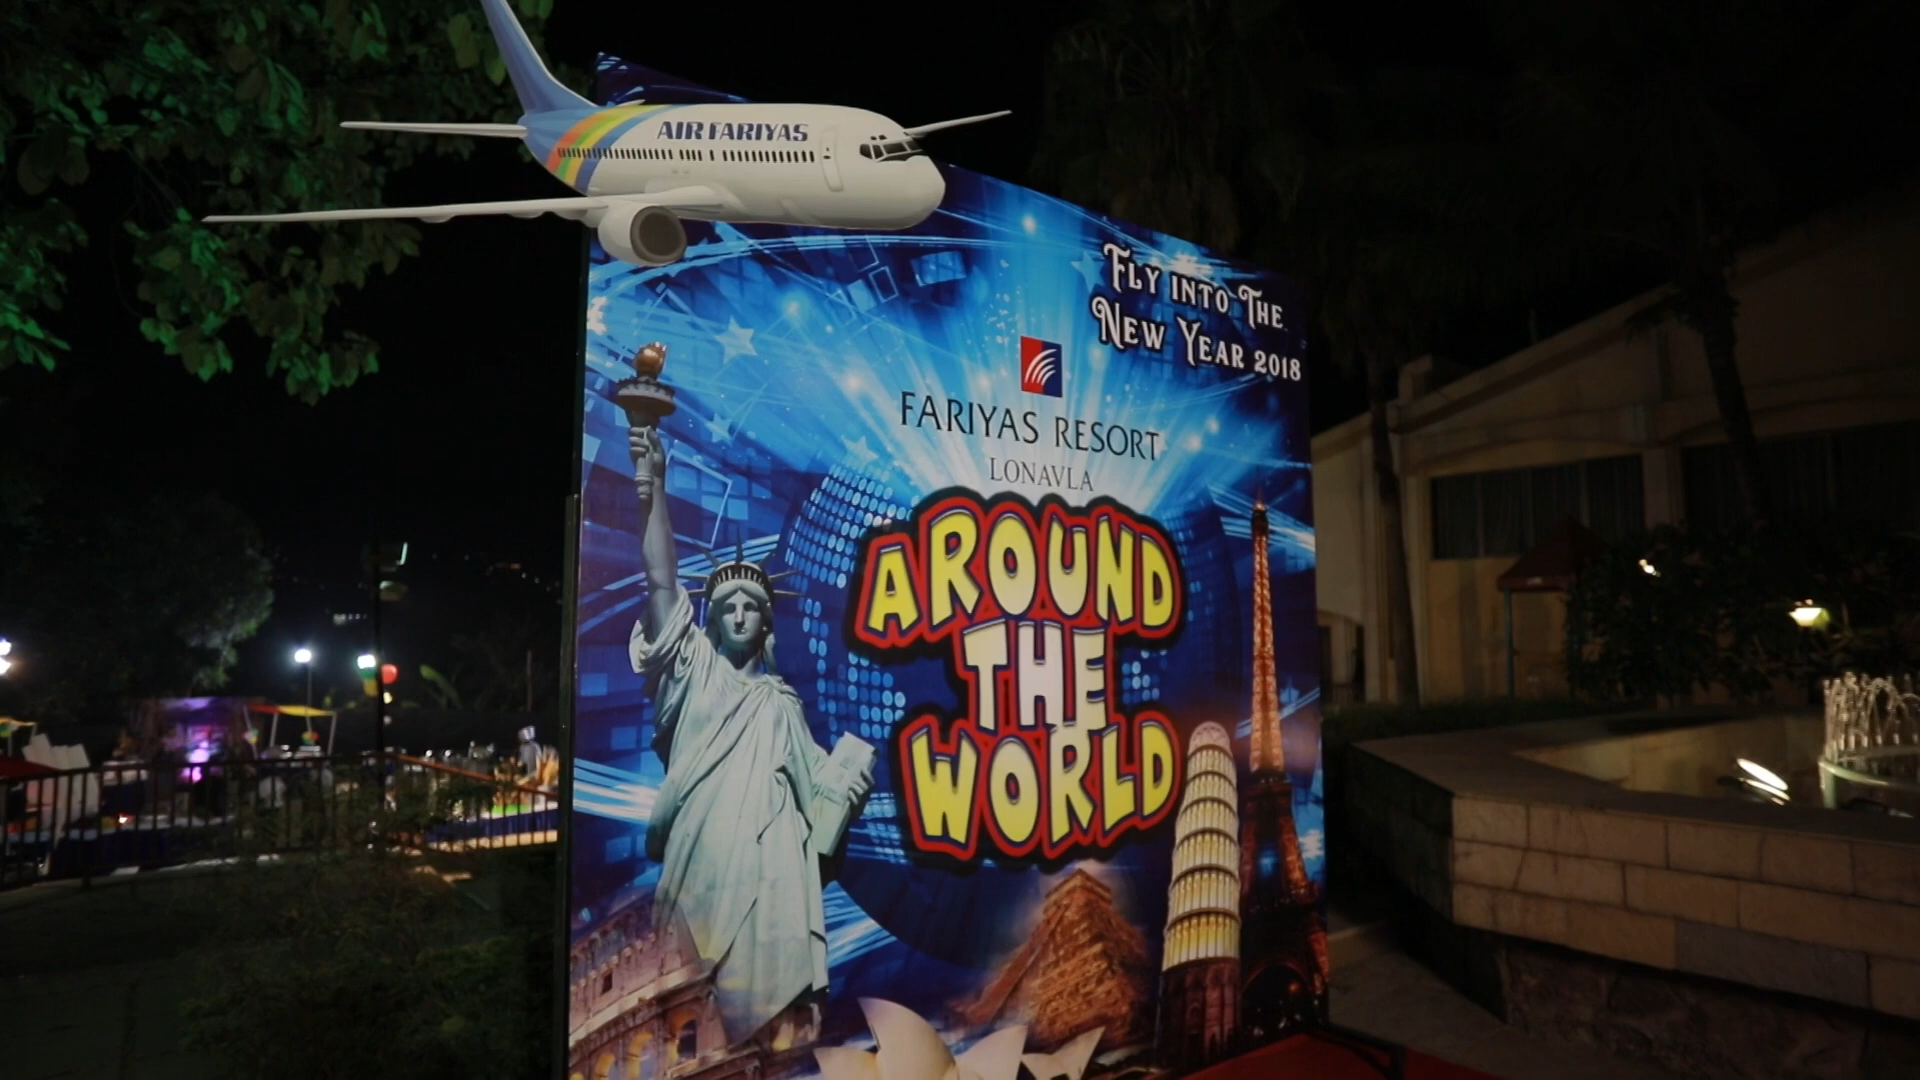 AIR FARIYAS
FLY INTO THE
NEW YEAR 2018
FARIYAS RESORT
LONAVLA
AROUND
THE
WORLD